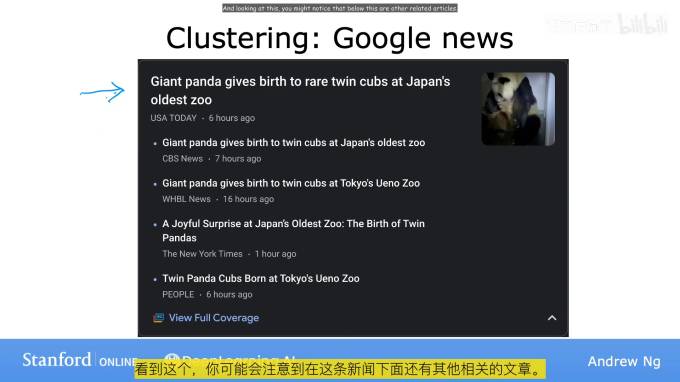 And looking at this, you might notice that below this are other related articles.
bilibili
Clustering: Google news
Giant panda gives birth to rare twin cubs at Japan's
oldest zoo
USA TODAY · 6 hours ago
• Giant panda gives birth to twin cubs at Japan's oldest zoo
CBS News · 7 hours ago
• Giant panda gives birth to twin cubs at Tokyo's Ueno Zoo
WHBL News · 16 hours ago
• A Joyful Surprise at Japan's Oldest Zoo: The Birth of Twin
Pandas
The New York Times · 1 hour ago
• Twin Panda Cubs Born at Tokyo's Ueno Zoo
PEOPLE · 6 hours ago
View Full Coverage
Stanford ONLINE Andrew Ng
看到这个，你可能会注意到在这条新闻下面还有其他相关的文章。